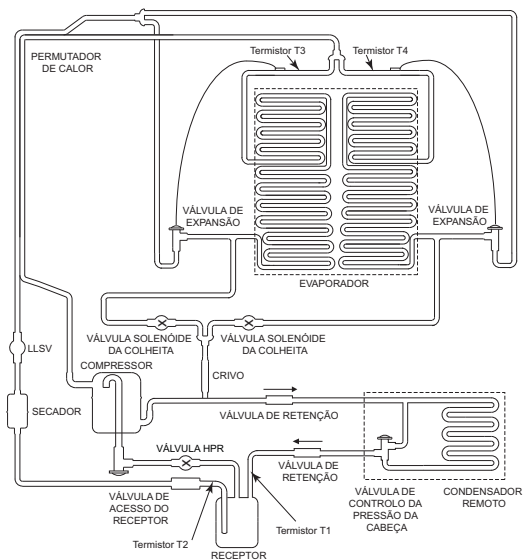 Termistor T3
Termistor T4
PERMUTADOR
DE CALOR
VÁLVULA DE
EXPANSÃO
VÁLVULA DE
EXPANSÃO
EVAPORADOR
VÁLVULA SOLENÓIDE
DA COLHEITA
VÁLVULA SOLENÓIDE
DA COLHEITA
LLSV
COMPRESSOR
CRIVO
SECADOR
VÁLVULA DE RETENÇÃO
VÁLVULA HPR
VÁLVULA DE
RETENÇÃO
VÁLVULA DE
ACESSO DO
RECEPTOR
VÁLVULA DE
CONTROLO DA
PRESSÃO DA
CABEÇA
CONDENSADOR
REMOTO
Termistor T1
Termistor T2
RECEPTOR